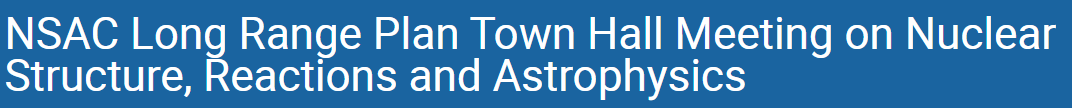 NSAC Long Range Plan Town Hall Meeting on Nuclear
Structure, Reactions and Astrophysics